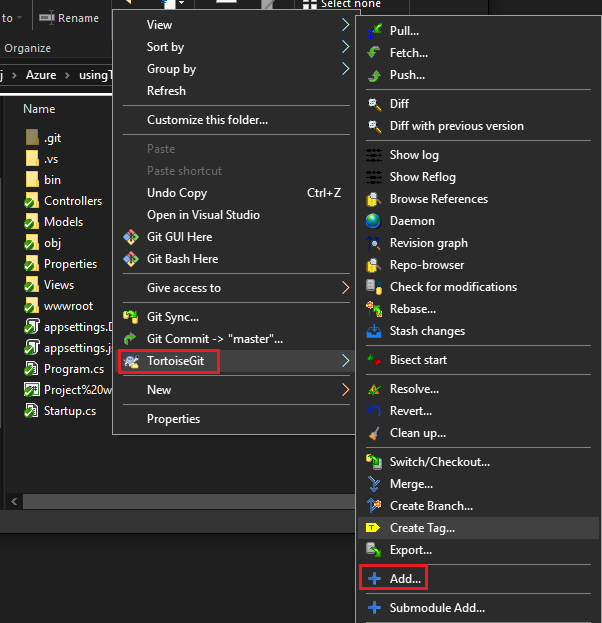 to
Rename
Select none
Organize
Azure
Name
.git
.vs
bin
Controllers
Models
obj
Properties
Views
wwwroot
appsettings.D
appsettings.j
Program.cs
Project%20w
Startup.cs
View
Sort by
Group by
Refresh
Customize this folder...
Paste
Paste shortcut
Undo Copy Ctrl+Z
Open in Visual Studio
Git GUI Here
Git Bash Here
Give access to
Git Sync...
Git Commit -> "master"...
TortoiseGit
New
Properties
Pull...
Fetch...
Push...
Diff
Diff with previous version
Show log
Show Reflog
Browse References
Daemon
Revision graph
Repo-browser
Check for modifications
Rebase...
Stash changes
Bisect start
Resolve...
Revert...
Clean up...
Switch/Checkout...
Merge...
Create Branch...
Create Tag...
Export...
Add...
Submodule Add...